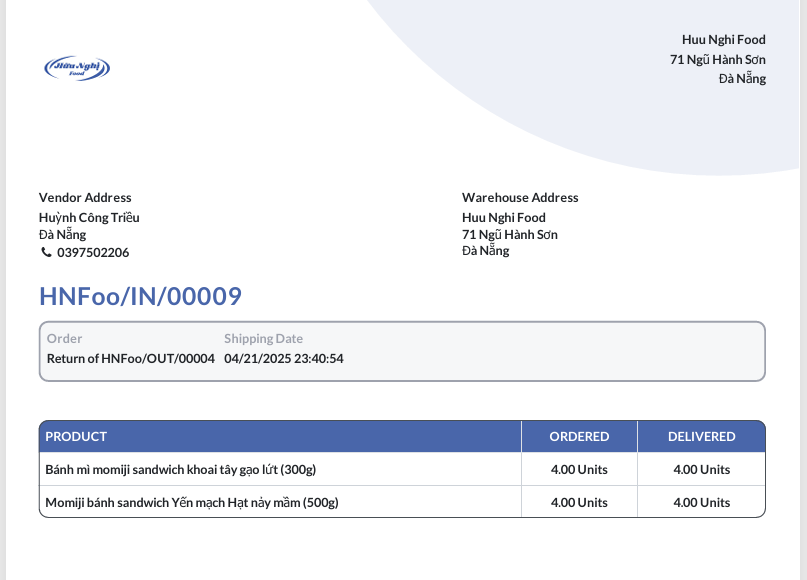 Hữu Nghị
Food
Huu Nghi Food
71 Ngũ Hành Sơn
Đà Nẵng
Vendor Address
Huỳnh Công Triều
Đà Nẵng
0397502206
Warehouse Address
Huu Nghi Food
71 Ngũ Hành Sơn
Đà Nẵng
HNFoo/IN/00009
Order Shipping Date
Return of HNFoo/OUT/00004 04/21/2025 23:40:54
PRODUCT ORDERED DELIVERED
Bánh mì momiji sandwich khoai tây gạo lứt (300g) 4.00 Units 4.00 Units
Momiji bánh sandwich Yến mạch Hạt nảy mầm (500g) 4.00 Units 4.00 Units